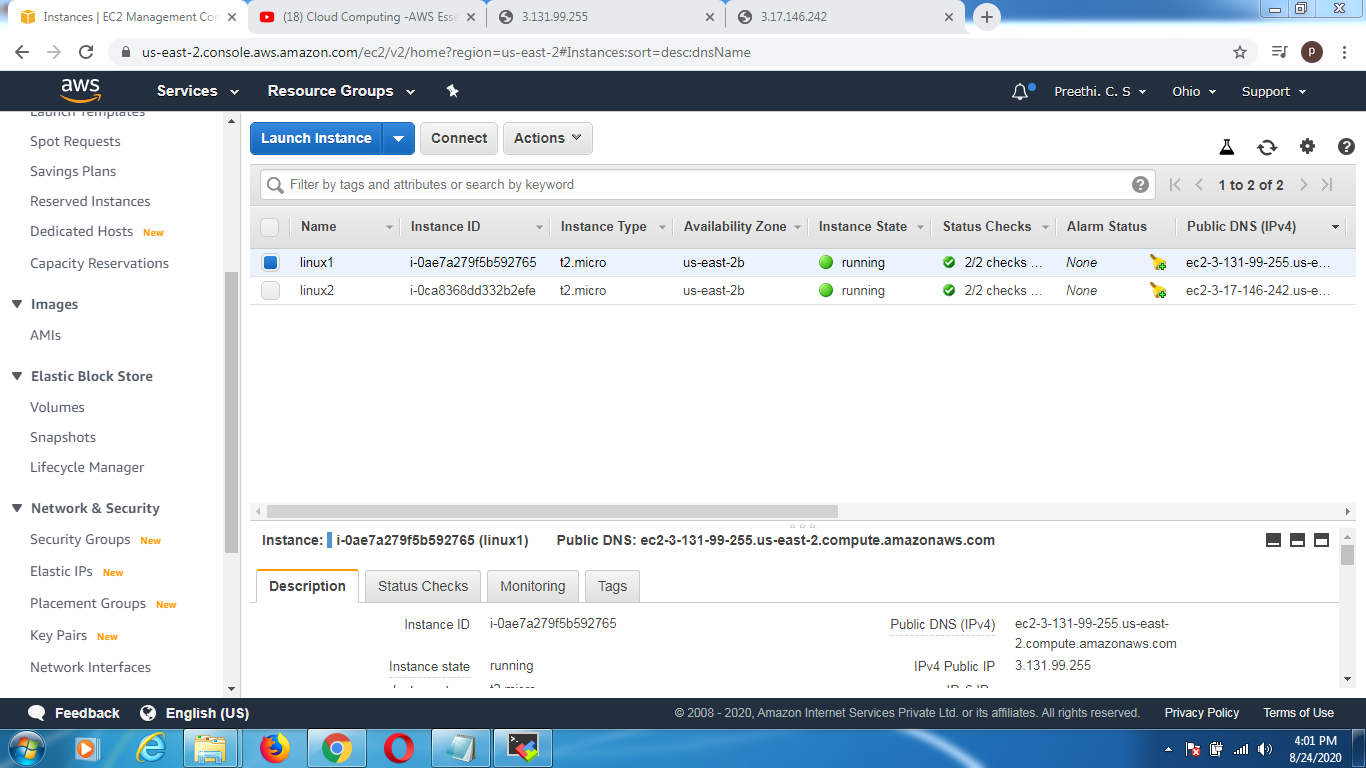 Instances | EC2 Management Con
(18) Cloud Computing -AWS Esse
3.131.99.255
3.17.146.242
us-east-2.console.aws.amazon.com/ec2/v2/home?region=us-east-2#Instances:sort=desc:dnsName
P
aws
Services
Resource Groups
Preethi. C. S
Ohio
Support
Launch Templates
Spot Requests
Savings Plans
Reserved Instances
Dedicated Hosts New
Capacity Reservations
Images
AMIs
Elastic Block Store
Volumes
Snapshots
Lifecycle Manager
Network & Security
Security Groups New
Elastic IPs New
Placement Groups New
Key Pairs New
Network Interfaces
Launch Instance
Connect
Actions
Filter by tags and attributes or search by keyword
1 to 2 of 2
Name Instance ID Instance Type Availability Zone Instance State Status Checks Alarm Status Public DNS (IPv4)
linux1 i-0ae7a279f5b592765 t2.micro us-east-2b running 2/2 checks ... None ec2-3-131-99-255.us-e...
linux2 i-0ca8368dd332b2efe t2.micro us-east-2b running 2/2 checks ... None ec2-3-17-146-242.us-e...
Instance: i-0ae7a279f5b592765 (linux1) Public DNS: ec2-3-131-99-255.us-east-2.compute.amazonaws.com
Description
Status Checks
Monitoring
Tags
Instance ID i-0ae7a279f5b592765
Public DNS (IPv4) ec2-3-131-99-255.us-east-
2.compute.amazonaws.com
Instance state running
IPv4 Public IP 3.131.99.255
Feedback
English (US)
© 2008 - 2020, Amazon Internet Services Private Ltd. or its affiliates. All rights reserved.
Privacy Policy
Terms of Use
4:01 PM
8/24/2020